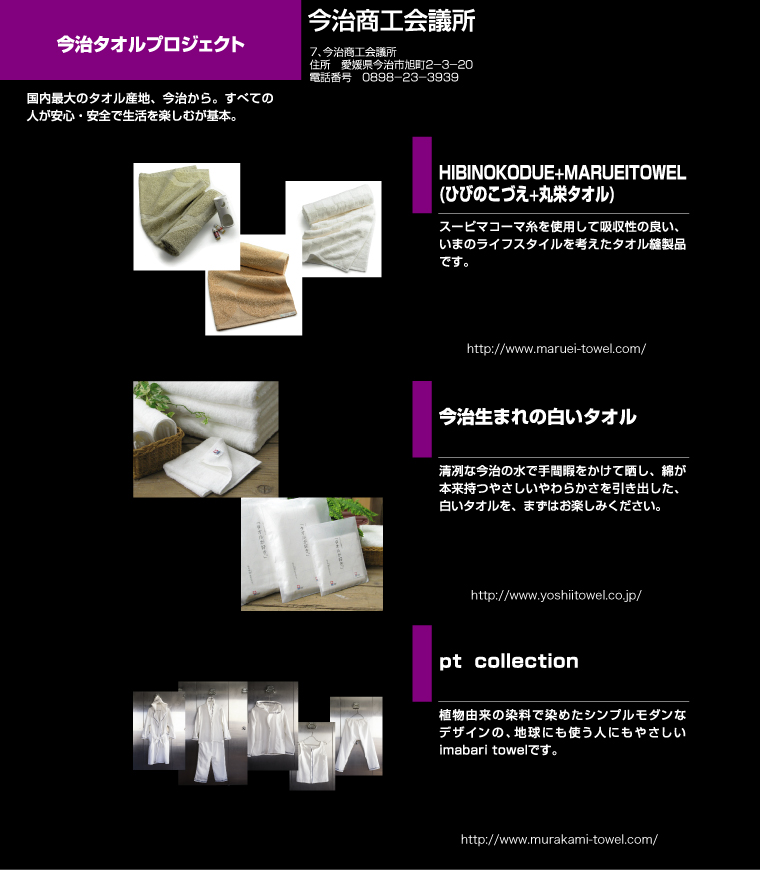 今治タオルプロジェクト
今治商工会議所
7、今治商工会議所
住所　愛媛県今治市旭町2−3−20
電話番号　0898−23−3939
国内最大のタオル産地、今治から。すべての
人が安心・安全で生活を楽しむが基本。
HIBINOKODUE+MARUEITOWEL
(ひびのこづえ+丸栄タオル)
スーピマコーマ糸を使用して吸収性の良い、
いまのライフスタイルを考えたタオル縫製品
です。
http://www.maruei-towel.com/
今治生まれの白いタオル
清冽な今治の水で手間暇をかけて晒し、綿が
本来持つやさしいやわらかさを引き出した、
白いタオルを、まずはお楽しみください。
http://www.yoshiitowel.co.jp/
pt collection
植物由来の染料で染めたシンプルモダンな
デザインの、地球にも使う人にもやさしい
imabari towelです。
http://www.murakami-towel.com/